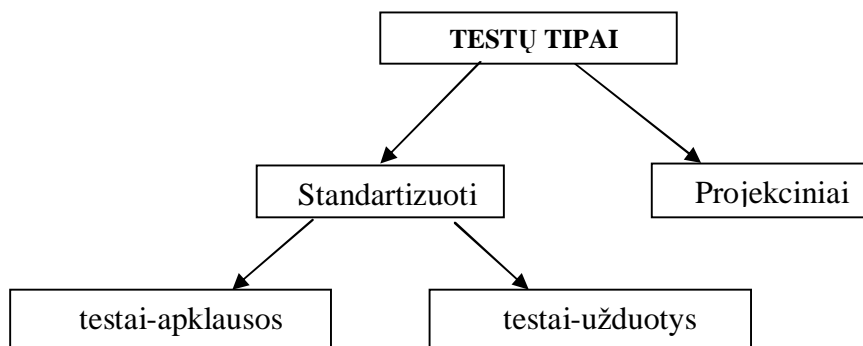 TESTŲ TIPAI
Standartizuoti
Projekciniai
testai-apklausos
testai-užduotys